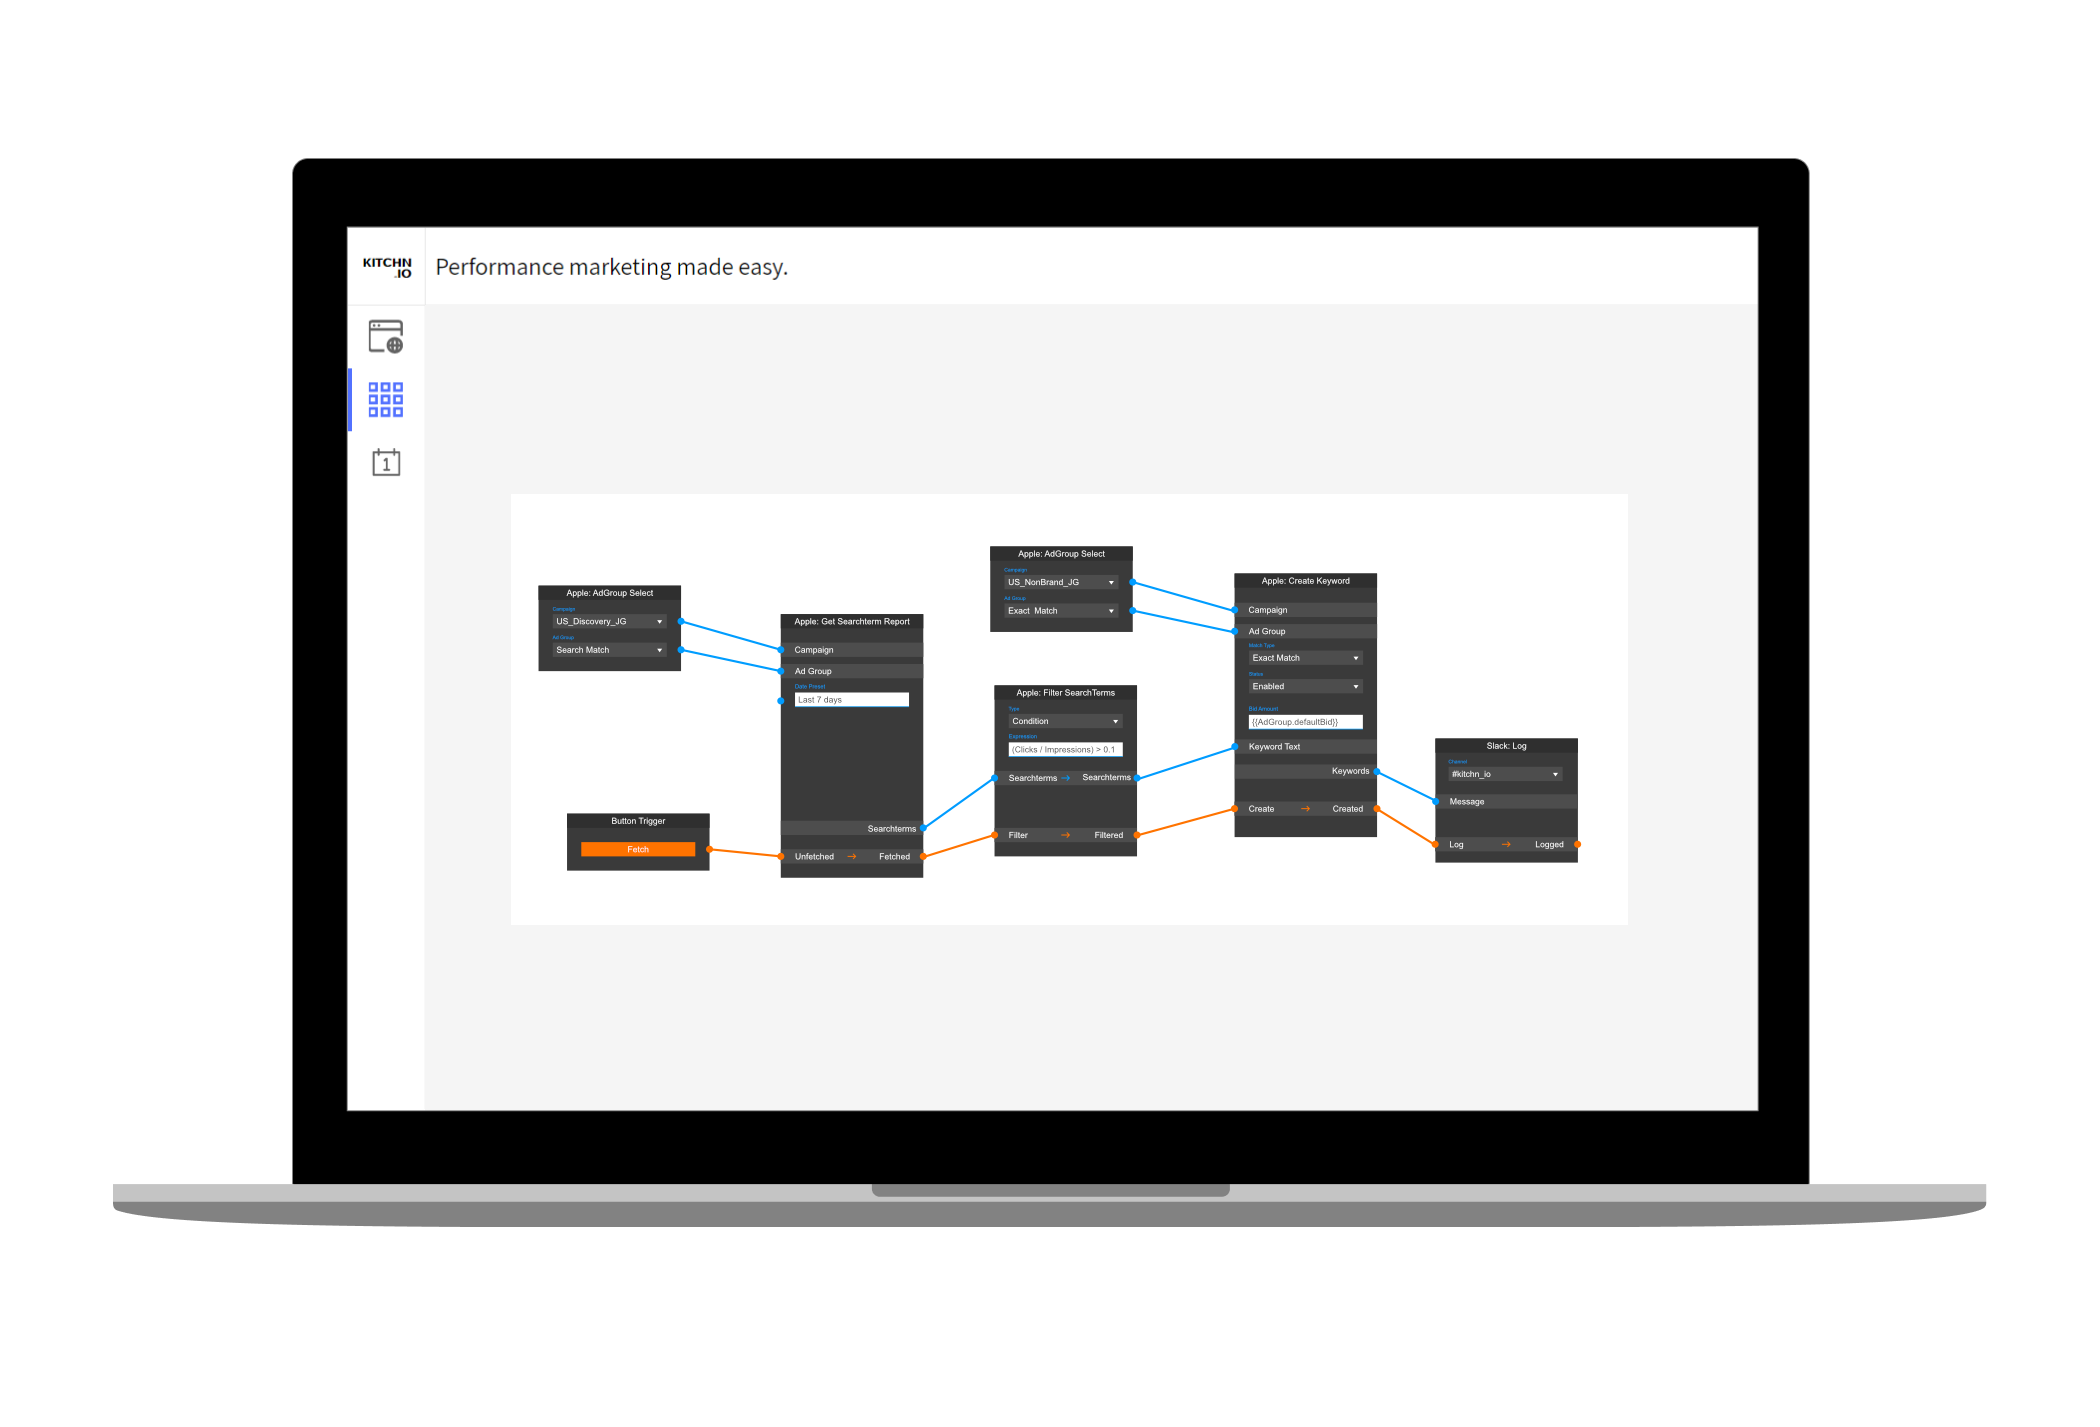 KITCHN
.IO
Performance marketing made easy.
1
Apple: AdGroup Select
Campaign
US_Discovery_JG
Ad Group
Search Match
Button Trigger
Fetch
Apple: Get Searchterm Report
Campaign
Ad Group
Date Preset
Last 7 days
Searchterms
Unfetched → Fetched
Apple: AdGroup Select
Campaign
US_NonBrand_JG
Ad Group
Exact Match
Apple: Filter SearchTerms
Type
Condition
Expression
(Clicks / Impressions) > 0.1
Searchterms → Searchterms
Filter → Filtered
Apple: Create Keyword
Campaign
Ad Group
Match Type
Exact Match
Status
Enabled
Bid Amount
{{AdGroup.defaultBid}}
Keyword Text
Keywords
Create → Created
Slack: Log
Channel
#kitchn_io
Message
Log → Logged